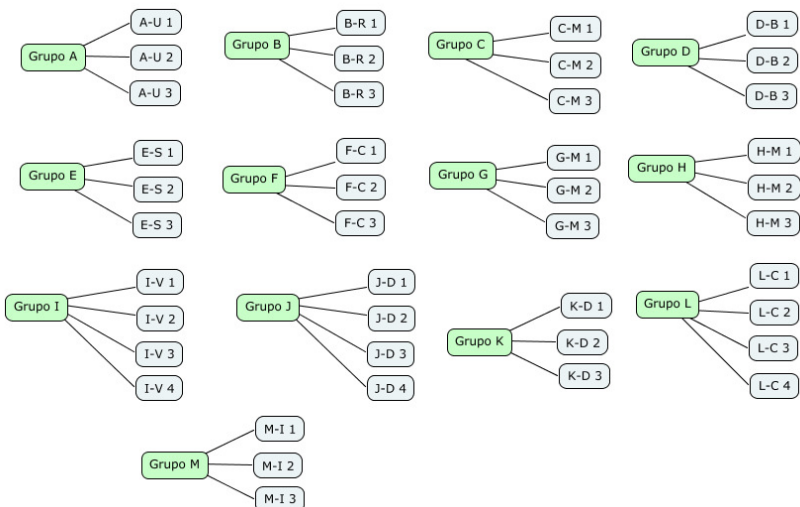 Grupo A
A-U 1
A-U 2
A-U 3
Grupo B
B-R 1
B-R 2
B-R 3
Grupo C
C-M 1
C-M 2
C-M 3
Grupo D
D-B 1
D-B 2
D-B 3
Grupo E
E-S 1
E-S 2
E-S 3
Grupo F
F-C 1
F-C 2
F-C 3
Grupo G
G-M 1
G-M 2
G-M 3
Grupo H
H-M 1
H-M 2
H-M 3
Grupo I
I-V 1
I-V 2
I-V 3
I-V 4
Grupo J
J-D 1
J-D 2
J-D 3
J-D 4
Grupo K
K-D 1
K-D 2
K-D 3
Grupo L
L-C 1
L-C 2
L-C 3
L-C 4
Grupo M
M-I 1
M-I 2
M-I 3